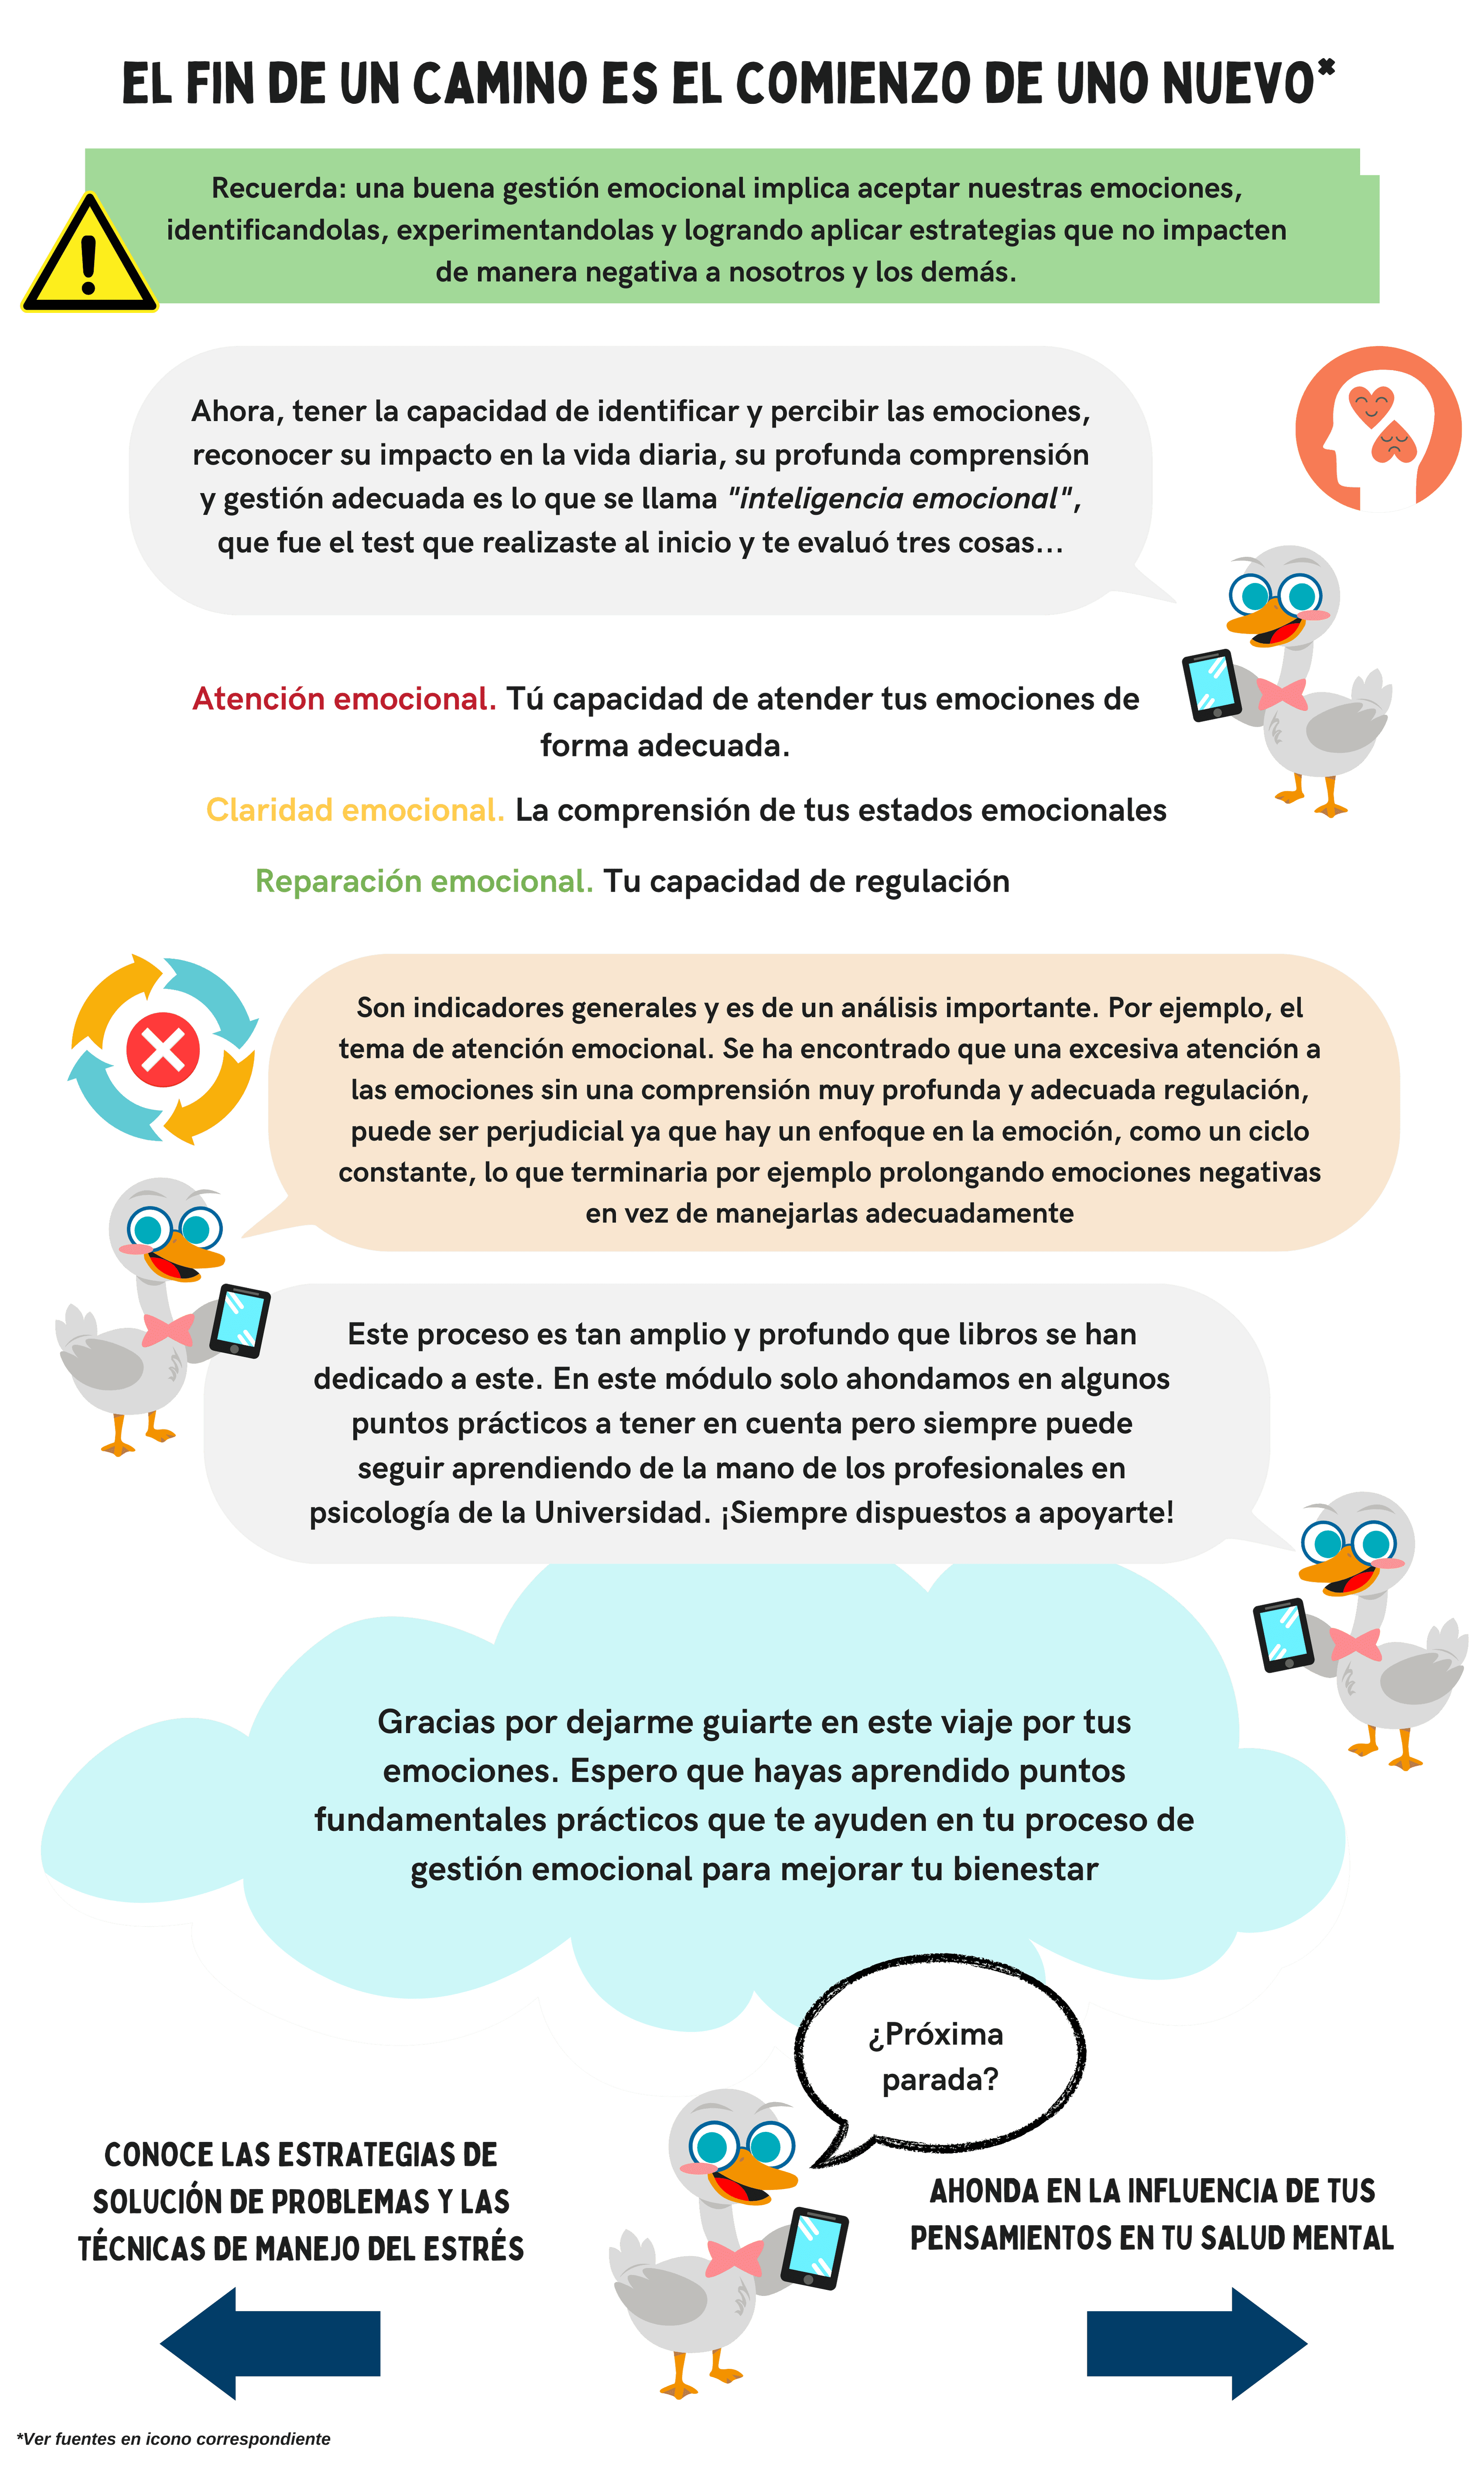 EL FIN DE UN CAMINO ES EL COMIENZO DE UNO NUEVO*
Recuerda: una buena gestión emocional implica aceptar nuestras emociones,
identificandolas, experimentandolas y logrando aplicar estrategias que no impacten
de manera negativa a nosotros y los demás.
Ahora, tener la capacidad de identificar y percibir las emociones,
reconocer su impacto en la vida diaria, su profunda comprensión
y gestión adecuada es lo que se llama "inteligencia emocional",
que fue el test que realizaste al inicio y te evaluó tres cosas...
Atención emocional. Tú capacidad de atender tus emociones de
forma adecuada.
Claridad emocional. La comprensión de tus estados emocionales
Reparación emocional. Tu capacidad de regulación
Son indicadores generales y es de un análisis importante. Por ejemplo, el
tema de atención emocional. Se ha encontrado que una excesiva atención a
las emociones sin una comprensión muy profunda y adecuada regulación,
puede ser perjudicial ya que hay un enfoque en la emoción, como un ciclo
constante, lo que terminaria por ejemplo prolongando emociones negativas
en vez de manejarlas adecuadamente
Este proceso es tan amplio y profundo que libros se han
dedicado a este. En este módulo solo ahondamos en algunos
puntos prácticos a tener en cuenta pero siempre puede
seguir aprendiendo de la mano de los profesionales en
psicología de la Universidad. ¡Siempre dispuestos a apoyarte!
Gracias por dejarme guiarte en este viaje por tus
emociones. Espero que hayas aprendido puntos
fundamentales prácticos que te ayuden en tu proceso de
gestión emocional para mejorar tu bienestar
¿Próxima
parada?
CONOCE LAS ESTRATEGIAS DE
SOLUCIÓN DE PROBLEMAS Y LAS
TÉCNICAS DE MANEJO DEL ESTRÉS
AHONDA EN LA INFLUENCIA DE TUS
PENSAMIENTOS EN TU SALUD MENTAL
*Ver fuentes en icono correspondiente